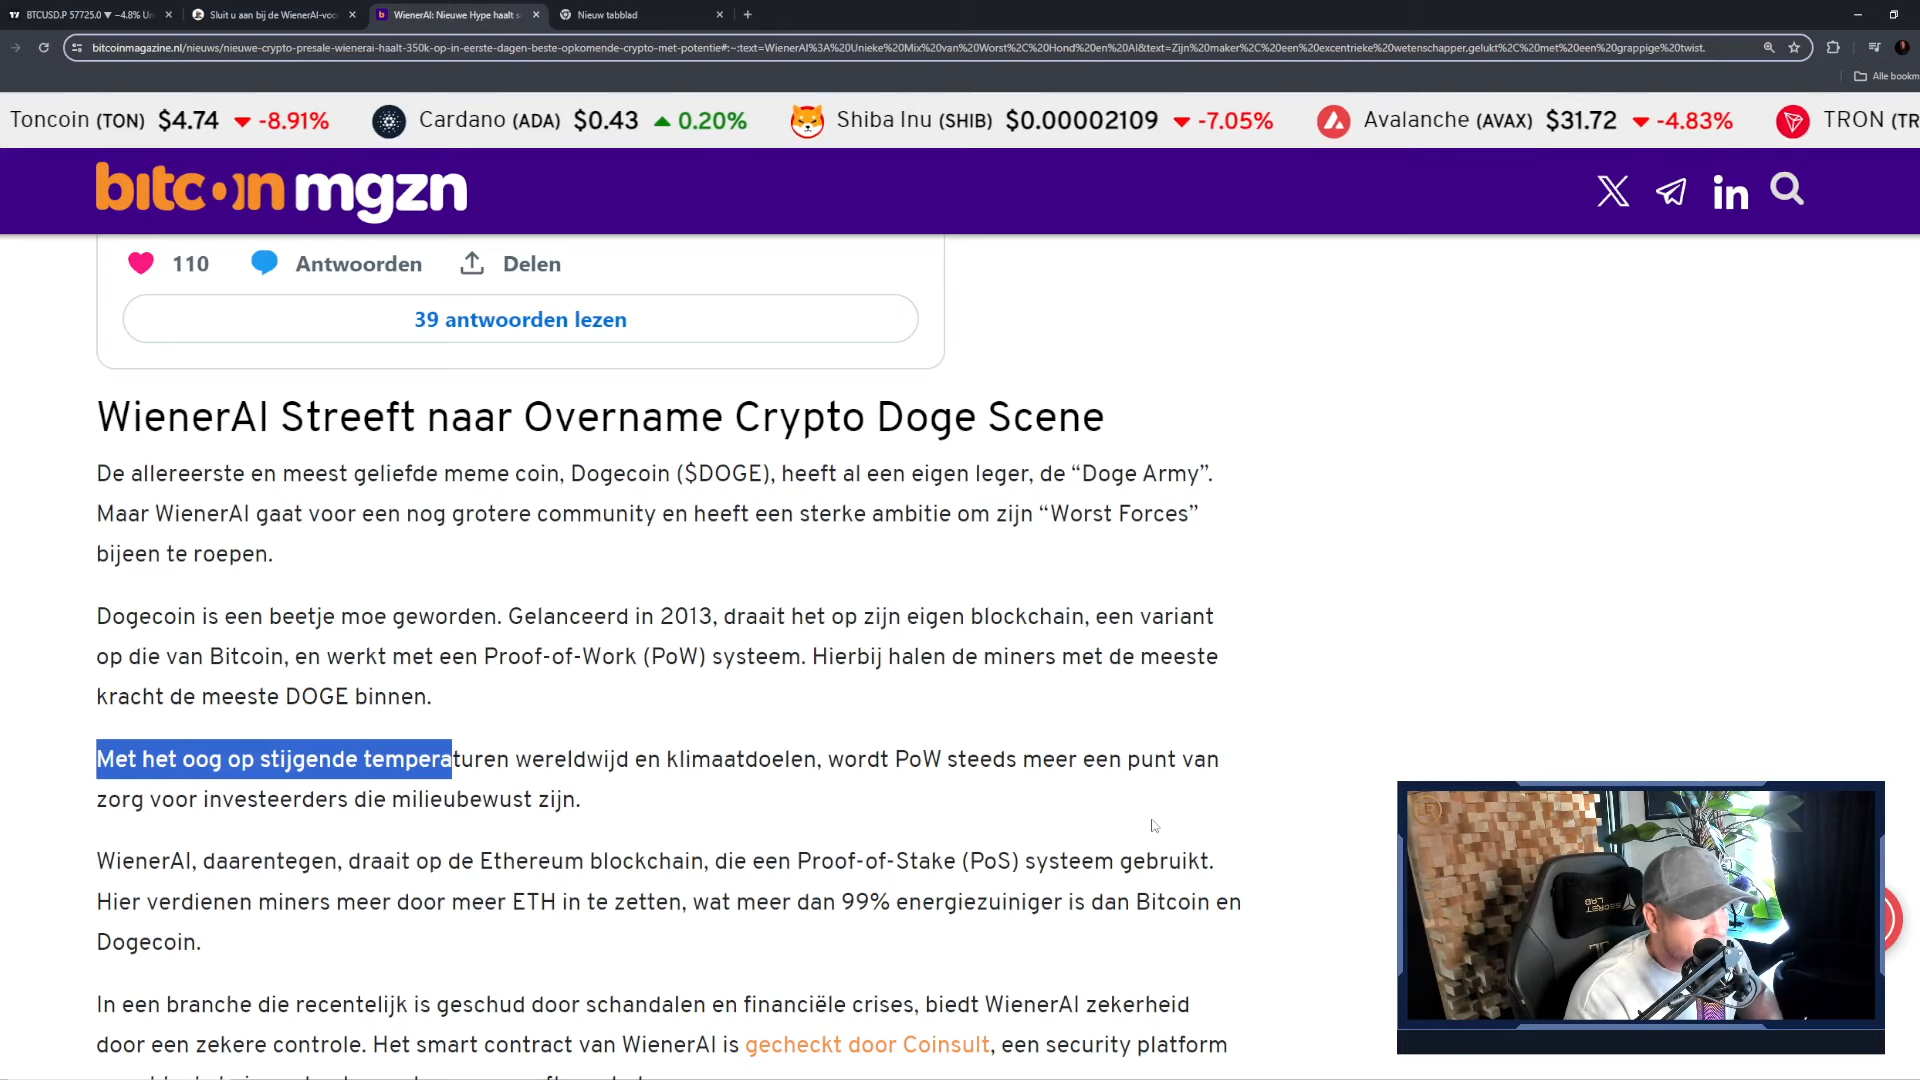 BTCUSD.P 57725.0 ▼ −4.8% Un
Sluit u aan bij de WienerAI-voo
WienerAI: Nieuwe Hype haalt
Nieuw tabblad
bitcoinmagazine.nl/nieuws/nieuwe-crypto-presale-wienerai-haalt-350k-op-in-eerste-dagen-beste-opkomende-crypto-met-potentie#:~:text=WienerAI%3A%20Unieke%20Mix%20van%20Worst%2C%20Hond%20en%20AI&text=Zijn%20maker%2C%20een%20excentrieke%20wetenschapper,gelukt%2C%20met%20een%20grappige%20twist.
Alle bookm
Toncoin (TON) $4.74 ▼ -8.91% Cardano (ADA) $0.43 ▲ 0.20% Shiba Inu (SHIB) $0.00002109 ▼ -7.05% Avalanche (AVAX) $31.72 ▼ -4.83% TRON (TR
bitcoin mgzn
110 Antwoorden Delen
39 antwoorden lezen
WienerAI Streeft naar Overname Crypto Doge Scene
De allereerste en meest geliefde meme coin, Dogecoin ($DOGE), heeft al een eigen leger, de “Doge Army”.
Maar WienerAI gaat voor een nog grotere community en heeft een sterke ambitie om zijn “Worst Forces”
bijeen te roepen.
Dogecoin is een beetje moe geworden. Gelanceerd in 2013, draait het op zijn eigen blockchain, een variant
op die van Bitcoin, en werkt met een Proof-of-Work (PoW) systeem. Hierbij halen de miners met de meeste
kracht de meeste DOGE binnen.
Met het oog op stijgende temperaturen wereldwijd en klimaatdoelen, wordt PoW steeds meer een punt van
zorg voor investeerders die milieubewust zijn.
WienerAI, daarentegen, draait op de Ethereum blockchain, die een Proof-of-Stake (PoS) systeem gebruikt.
Hier verdienen miners meer door meer ETH in te zetten, wat meer dan 99% energiezuiniger is dan Bitcoin en
Dogecoin.
In een branche die recentelijk is geschud door schandalen en financiële crises, biedt WienerAI zekerheid
door een zekere controle. Het smart contract van WienerAI is gecheckt door Coinsult, een security platform
SECRET
LAB